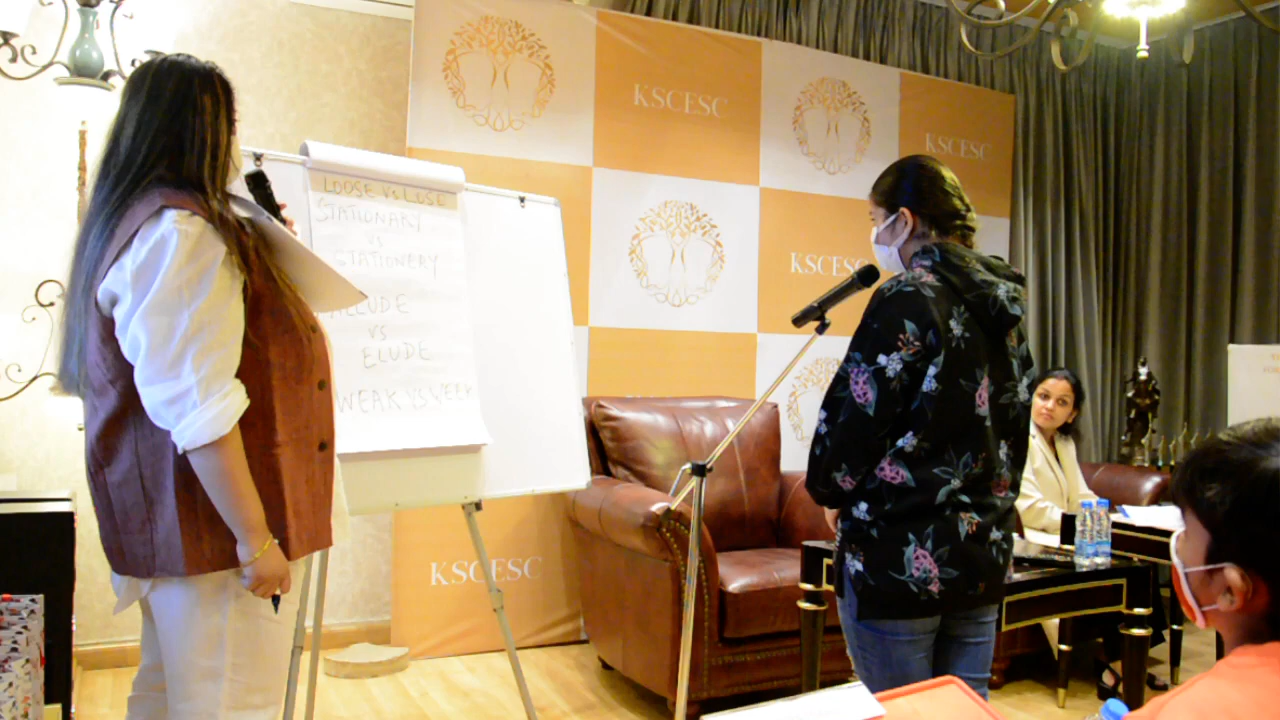 LOOSE Vs LOSE
STATIONARY
VS
STATIONERY
ALLUDE
VS
ELUDE
WEAK VS WEEK
KSCESC
KSCESC
KSCESC
KSCESC